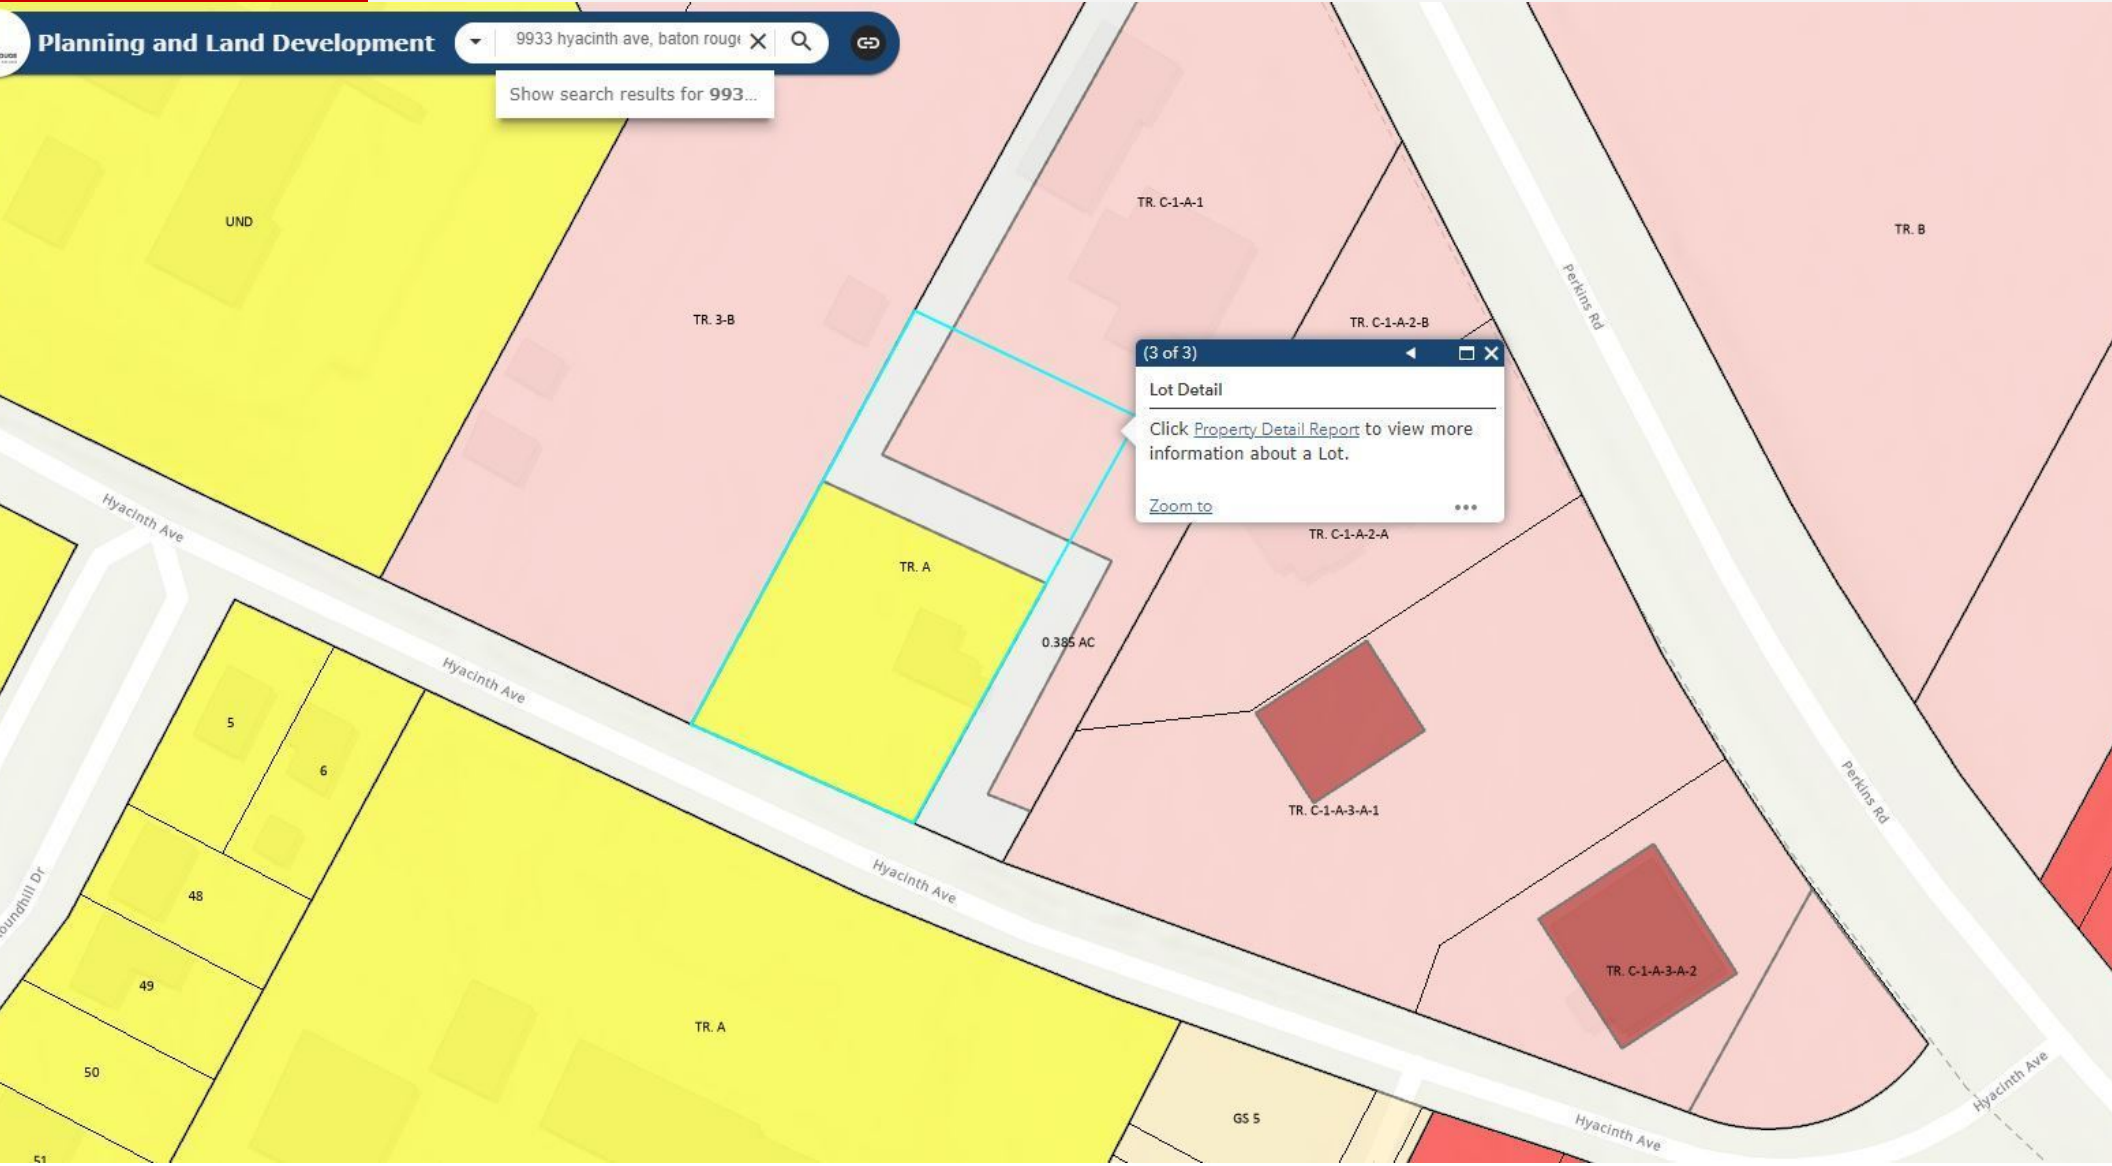 Planning and Land Development
9933 hyacinth ave, baton roug
Show search results for 993...
UND
TR. 3-B
TR. C-1-A-1
TR. B
Perkins Rd
TR. C-1-A-2-B
(3 of 3)
Lot Detail
Click Property Detail Report to view more
information about a Lot.
Zoom to
TR. C-1-A-2-A
Hyacinth Ave
TR. A
0.385 AC
Hyacinth Ave
5
6
TR. C-1-A-3-A-1
Perkins Rd
Hyacinth Ave
48
49
TR. C-1-A-3-A-2
TR. A
50
Hyacinth Ave
GS 5
Hyacinth Ave
51